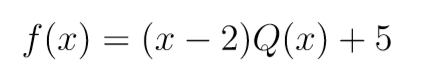 f(x) = (x − 2)Q(x) + 5